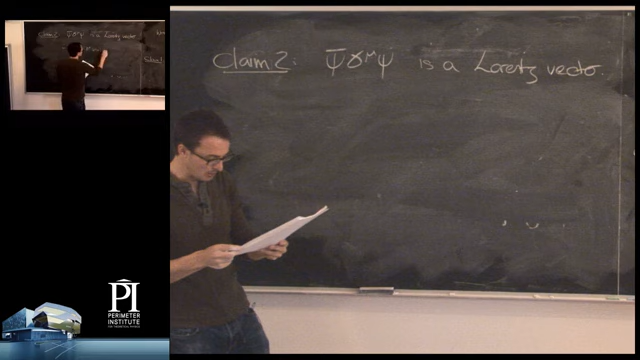 Claim 2: Ψ̄γ^μΨ is a Lorentz vector.
PI
PERIMETER
INSTITUTE
FOR THEORETICAL PHYSICS